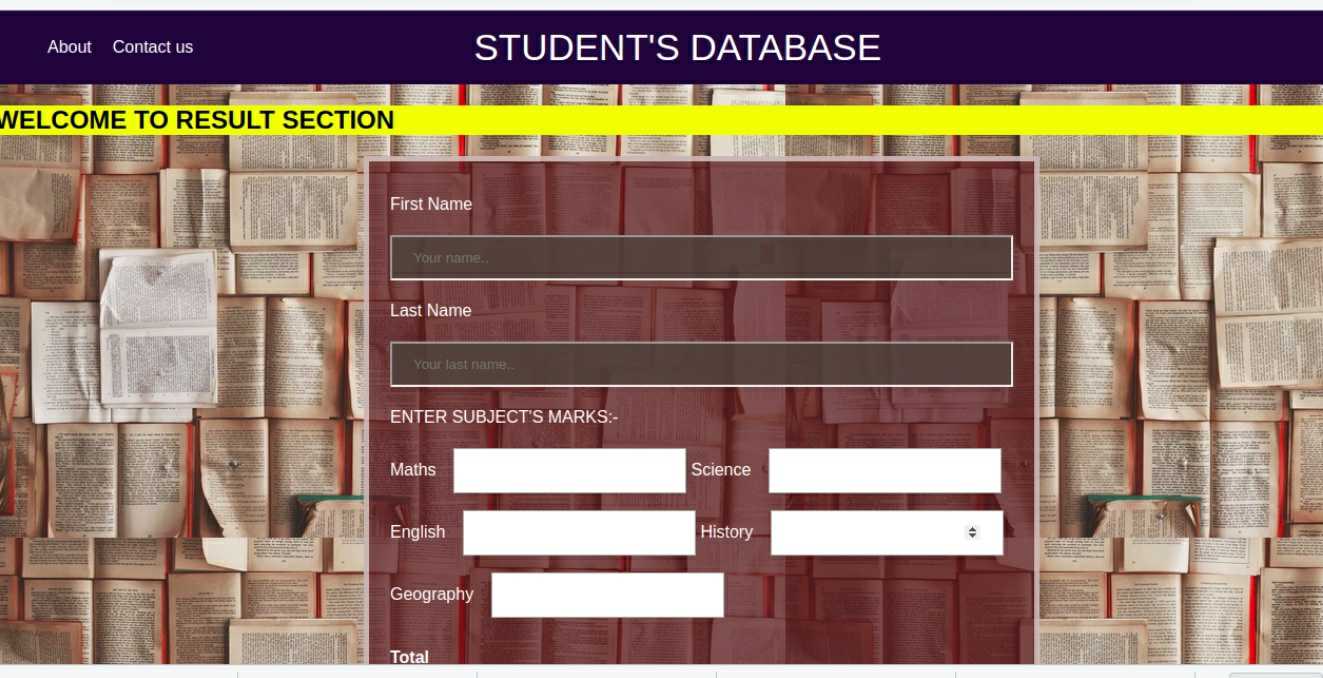 About Contact us STUDENT'S DATABASE
WELCOME TO RESULT SECTION
First Name
Your name..
Last Name
Your last name..
ENTER SUBJECT'S MARKS:-
Maths Science
English History
Geography
Total